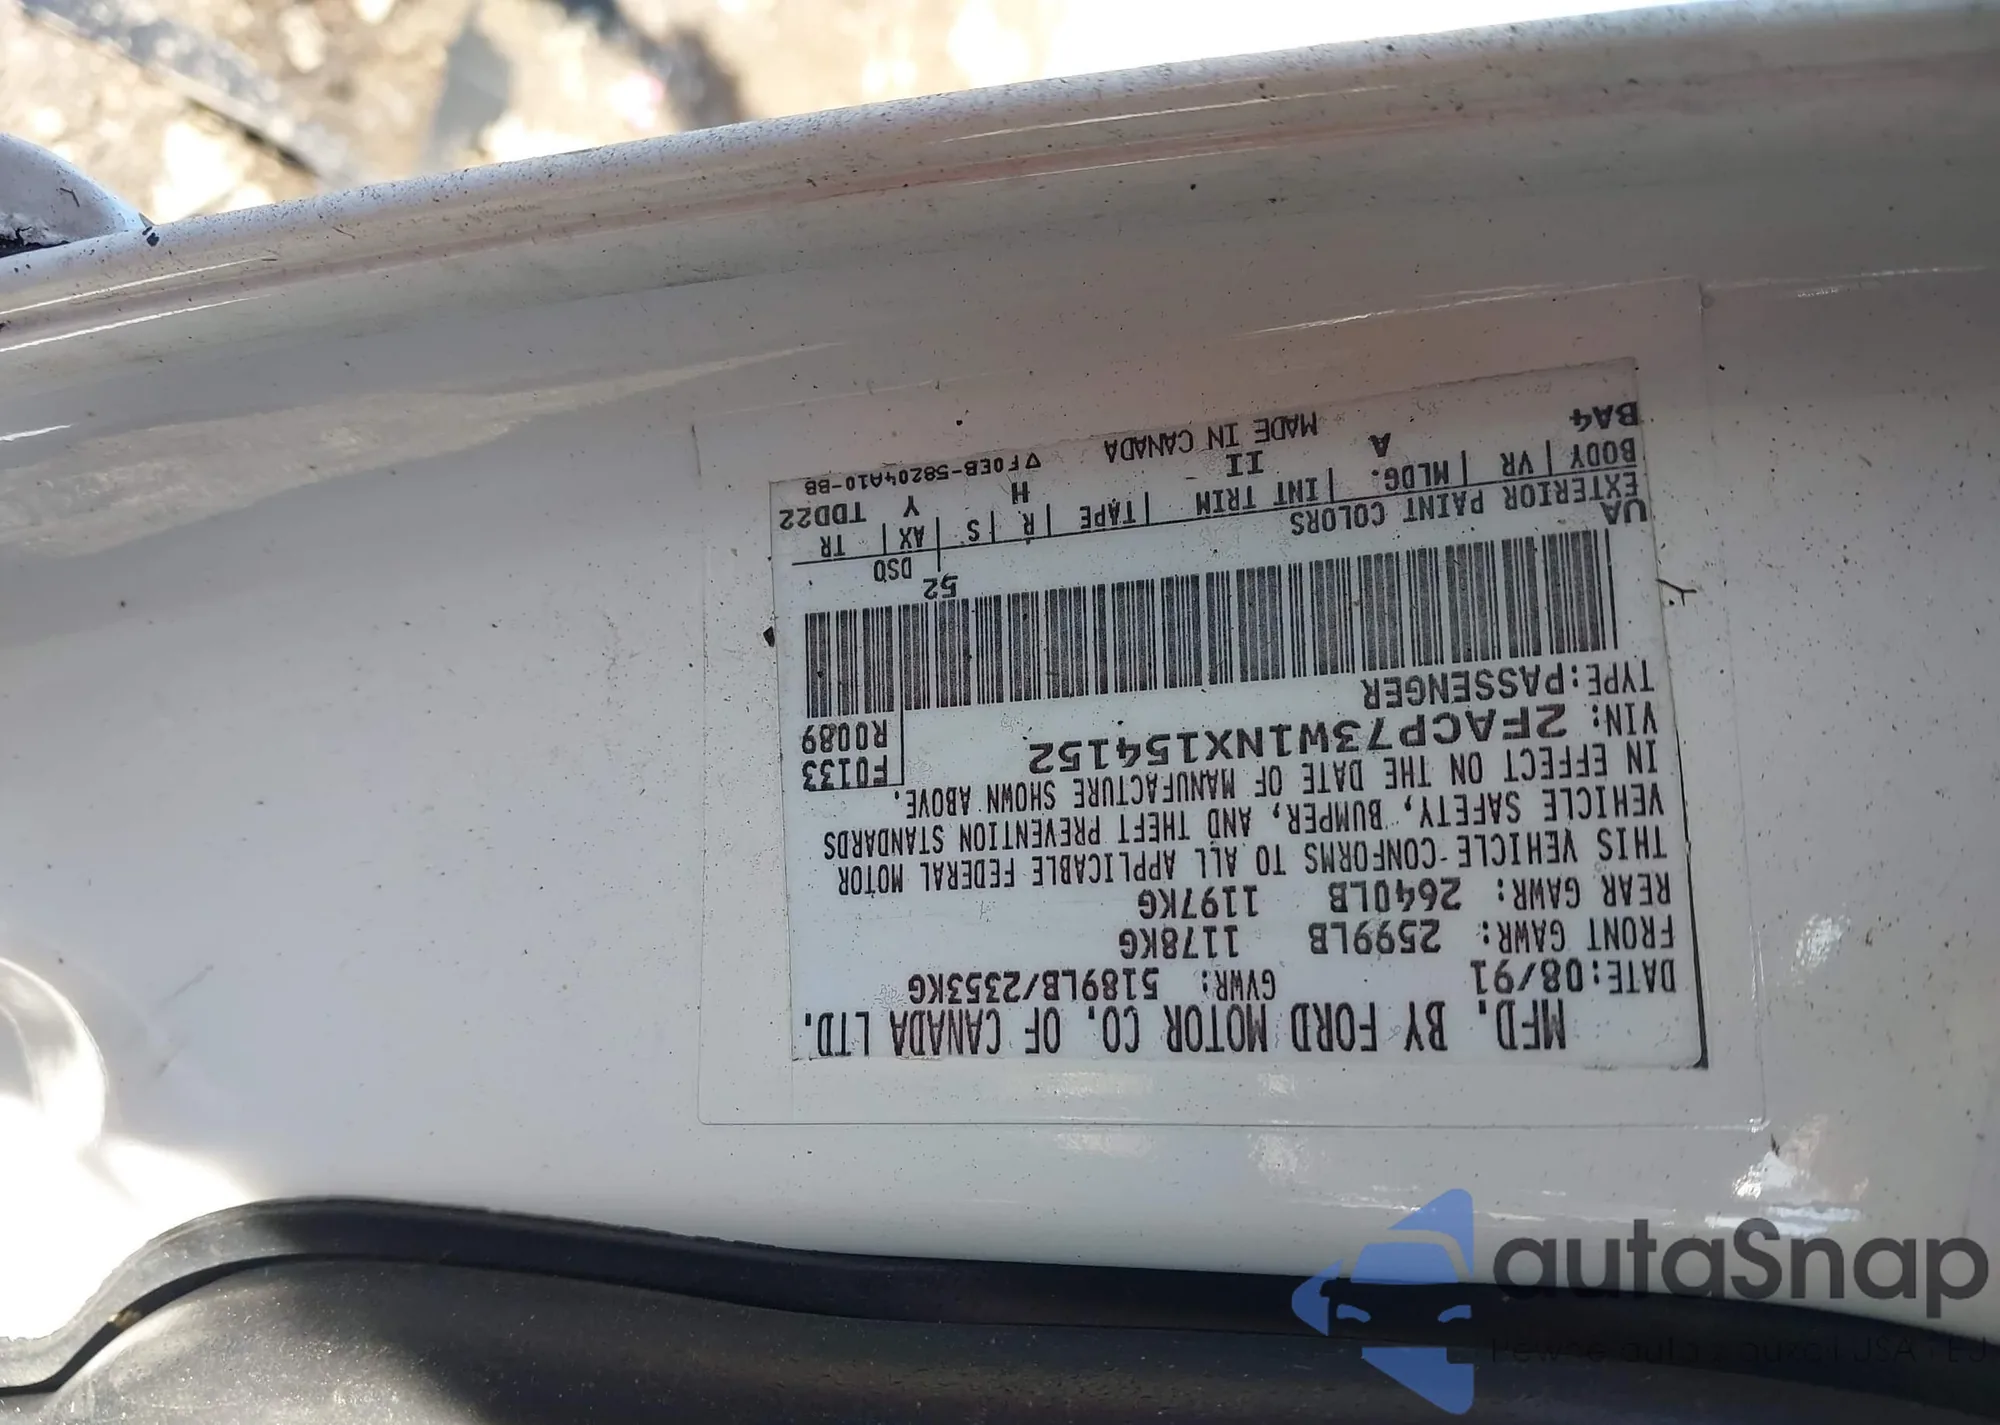 MFD. BY FORD MOTOR CO. OF CANADA LTD.
DATE:08/91 GVWR: 5189LB/2353KG
FRONT GAWR: 2599LB 1178KG
REAR GAWR: 2640LB 1197KG
THIS VEHICLE CONFORMS TO ALL APPLICABLE FEDERAL MOTOR
VEHICLE SAFETY, BUMPER, AND THEFT PREVENTION STANDARDS
IN EFFECT ON THE DATE OF MANUFACTURE SHOWN ABOVE.
VIN: 2FACP73W1NX154152 F0133
TYPE:PASSENGER R0089
UA 52
EXTERIOR PAINT COLORS DSO
BODY | VR | MLDG. | INT TRIM | TAPE | R | S | AX | TR
BA4 A II H Y TDD22
MADE IN CANADA ▽F0EB-58204A10-BB
autaSnap